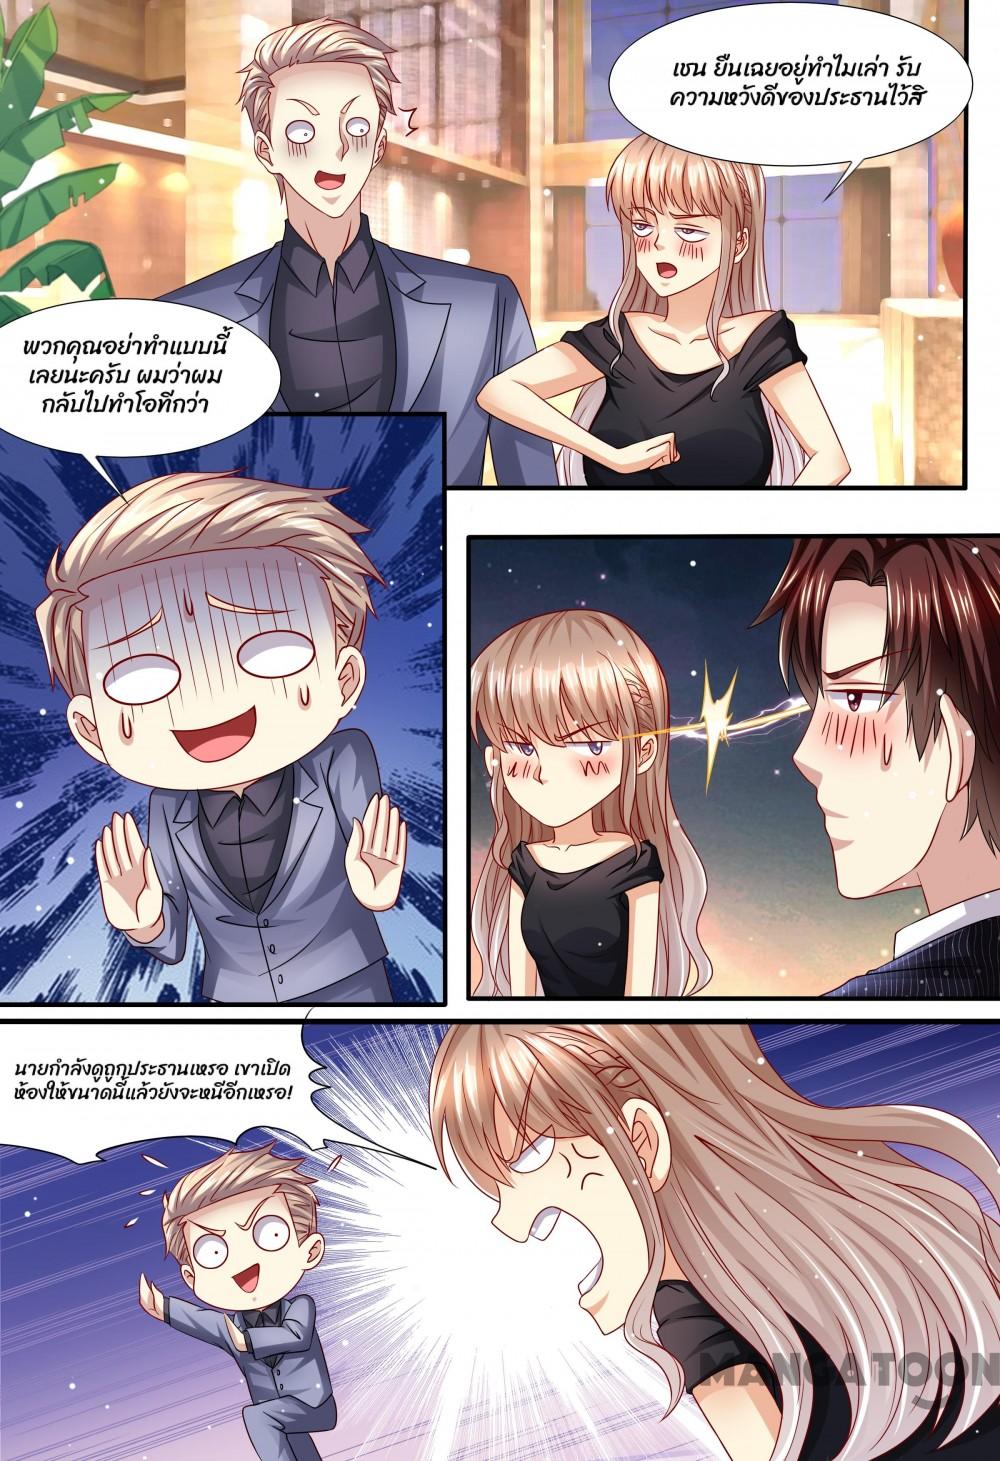 เชน ยืนเฉยอยู่ทำไมเล่า รับ
ความหวังดีของประธานไว้สิ
พวกคุณอย่าทำแบบนี้
เลยนะครับ ผมว่าผม
กลับไปทำโอทีกว่า
นายกำลังดูถูกประธานเหรอ เขาเปิด
ห้องให้ขนาดนี้แล้วยังจะหนีอีกเหรอ!
MANGATOON